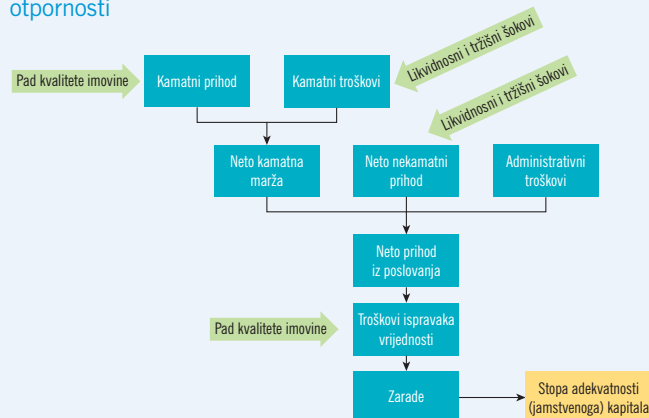 otpornosti
Likvidnosni i tržišni šokovi
Pad kvalitete imovine
Kamatni prihod
Kamatni troškovi
Likvidnosni i tržišni šokovi
Neto kamatna
marža
Neto nekamatni
prihod
Administrativni
troškovi
Neto prihod
iz poslovanja
Pad kvalitete imovine
Troškovi ispravaka
vrijednosti
Zarade
Stopa adekvatnosti
(jamstvenoga) kapitala